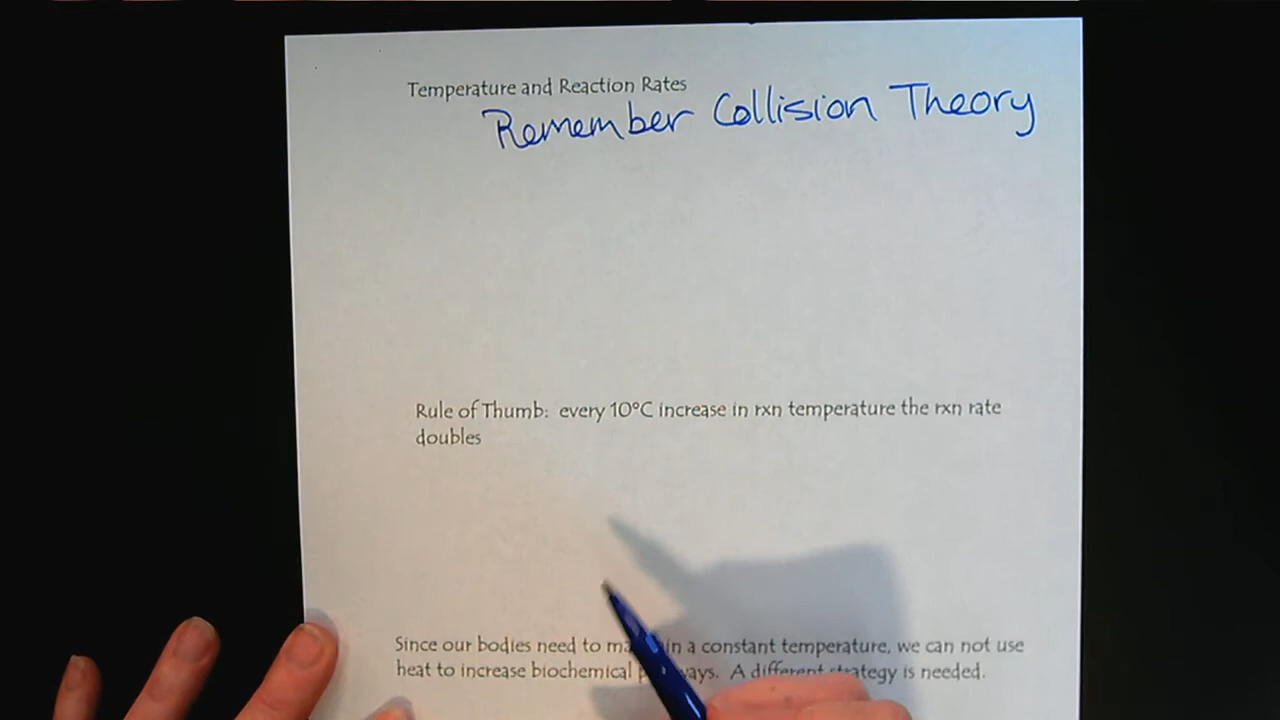 Temperature and Reaction Rates
Remember Collision Theory
Rule of Thumb: every 10°C increase in rxn temperature the rxn rate
doubles
Since our bodies need to in a constant temperature, we can not use
heat to increase biochemical A different strategy is needed.